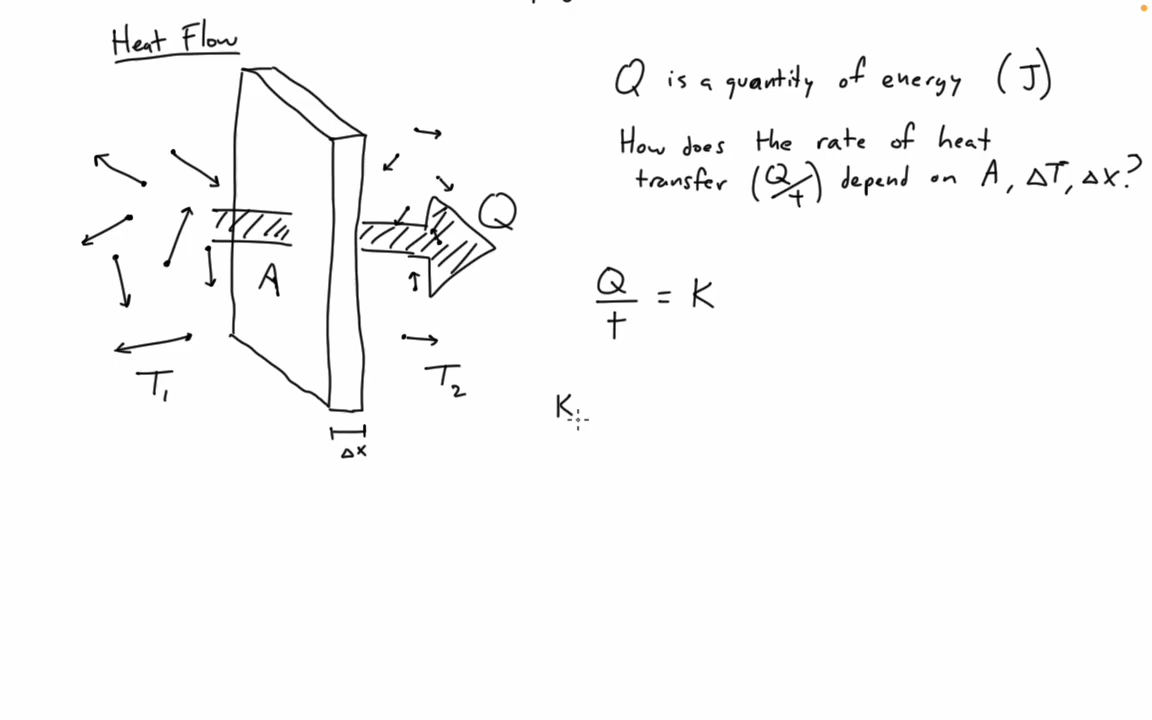 Heat Flow
Q is a quantity of energy (J)
How does the rate of heat
transfer (Q/t) depend on A, ΔT, Δx?
Q
A
Q/t = K
T₁
T₂
K
Δx